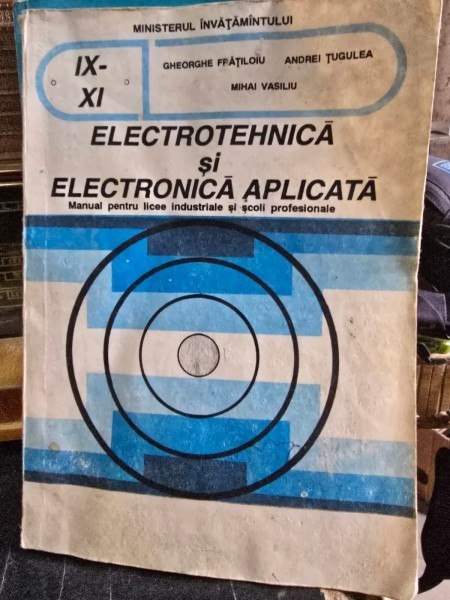 MINISTERUL ÎNVĂŢĂMÎNTULUI
IX-
XI
GHEORGHE FRĂŢILOIU ANDREI ŢUGULEA
MIHAI VASILIU
ELECTROTEHNICĂ
şi
ELECTRONICĂ APLICATĂ
Manual pentru licee industriale şi şcoli profesionale